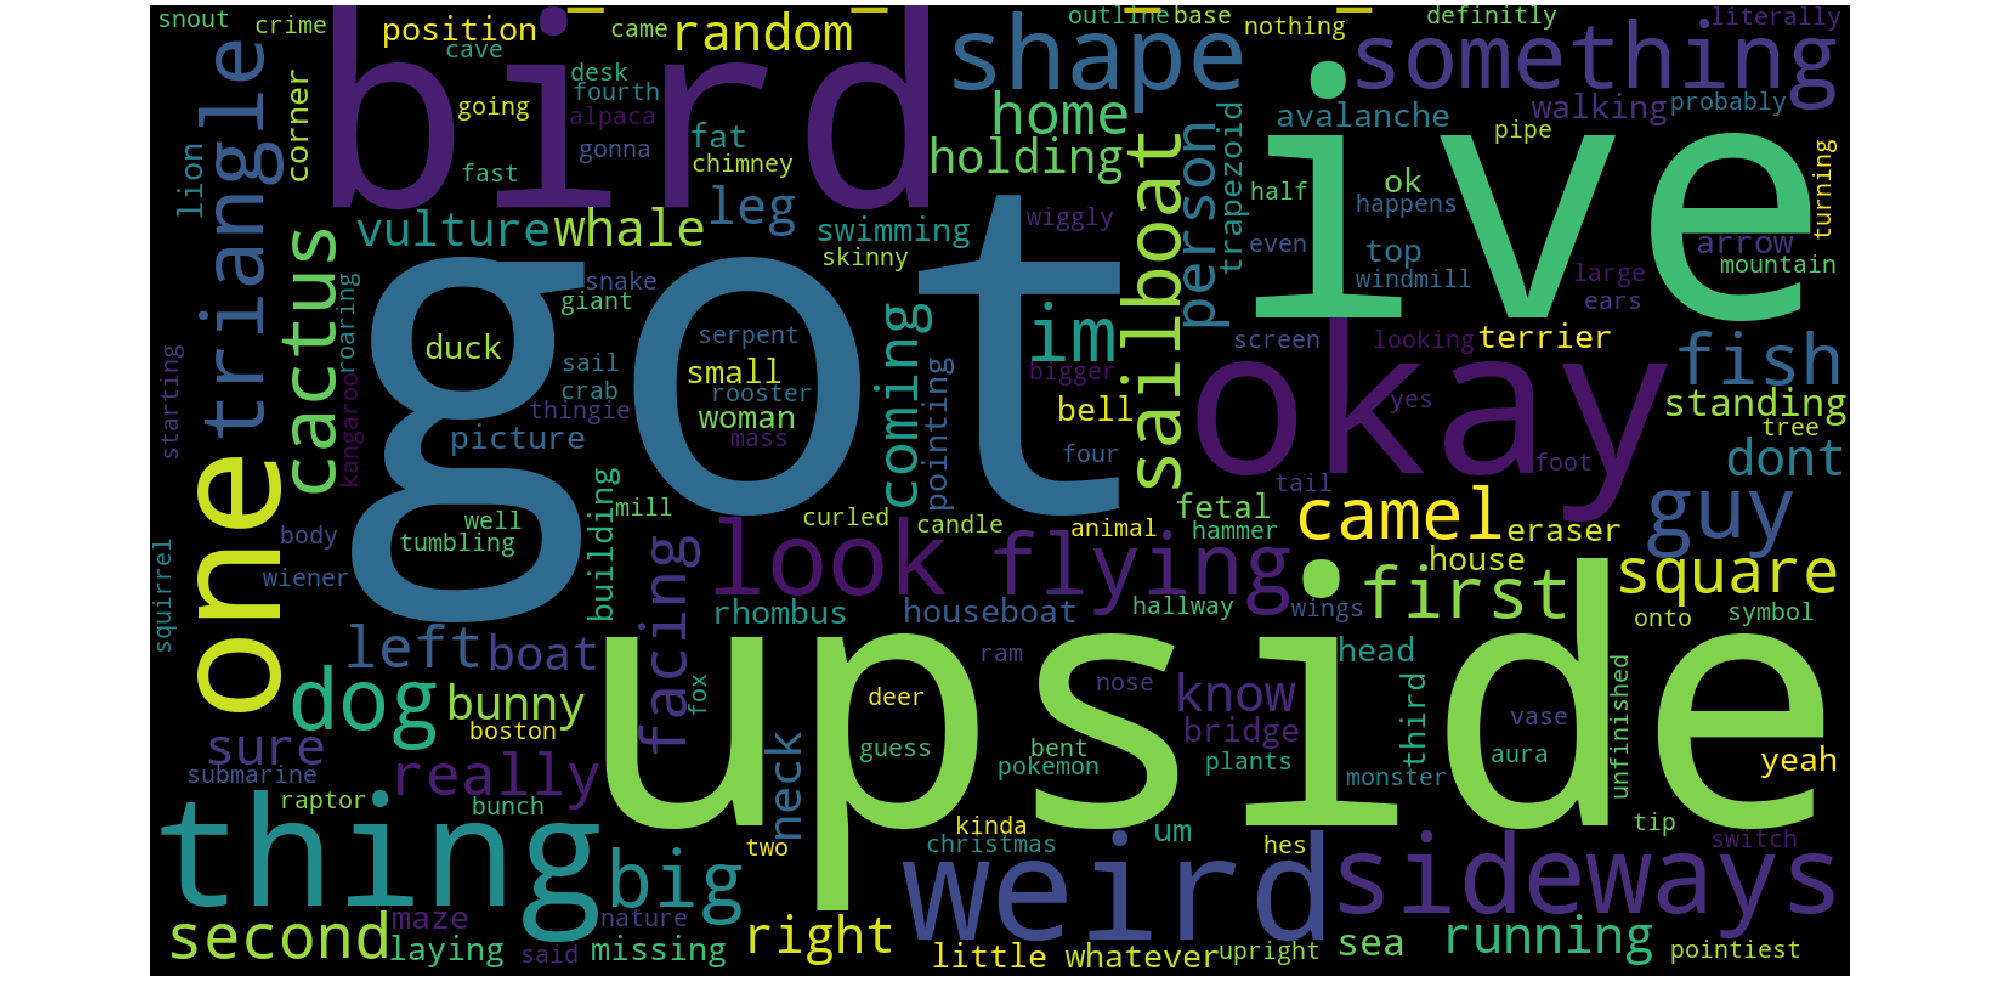 snout
crime
position
came
random
outline
base
nothing
definitly
literally
cave
bird
shape
something
desk
fourth
going
alpaca
gonna
fast
fat
chimney
home
holding
avalanche
walking
probably
pipe
triangle
corner
lion
person
trapezoid
ive
half
ok
happens
turning
vulture
whale
leg
swimming
skinny
wiggly
sailboat
even
top
windmill
arrow
large
ears
mountain
cactus
roaring
snake
giant
got
coming
im
bigger
screen
looking
terrier
fish
duck
sail
crab
serpent
small
rooster
thingie
woman
mass
picture
pointing
bell
four
okay
yes
standing
tree
dont
foot
tail
starting
kangaroo
one
well
tumbling
body
wiener
squirrel
building
mill
curled
candle
animal
fetal
hammer
camel
eraser
guy
look
flying
facing
house
first
square
rhombus
houseboat
hallway
wings
onto
symbol
left
boat
fox
ram
head
dog
bunny
boston
upside
deer
nose
know
bridge
third
vase
unfinished
sure
submarine
really
neck
guess
bent
pokemon
plants
monster
aura
yeah
raptor
bunch
thing
big
two
kinda
christmas
um
weird
hes
sideways
tip
switch
second
maze
laying
said
nature
missing
right
little
whatever
upright
sea
running
pointiest